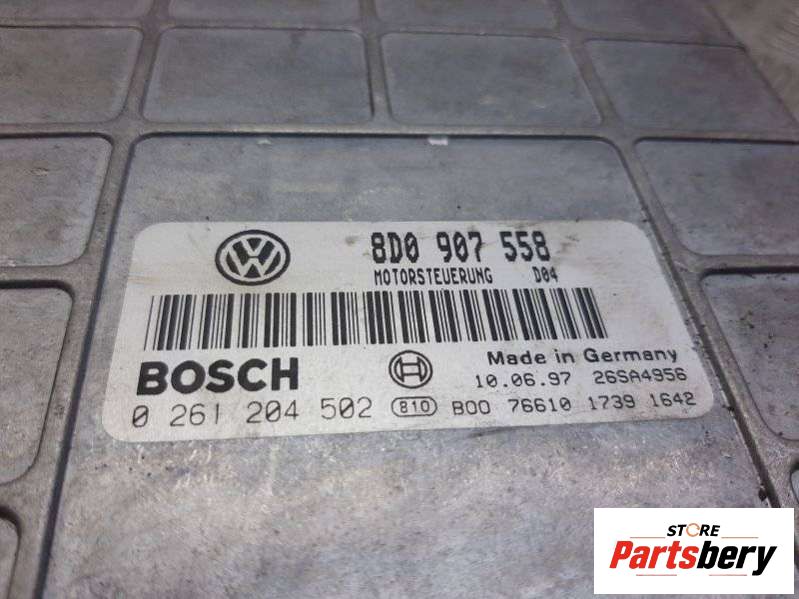 8D0 907 558
MOTORSTEUERUNG D04
BOSCH
Made in Germany
10.06.97 26SA4956
0 261 204 502 810 B00 76610 1739 1642
STORE
Partsbery